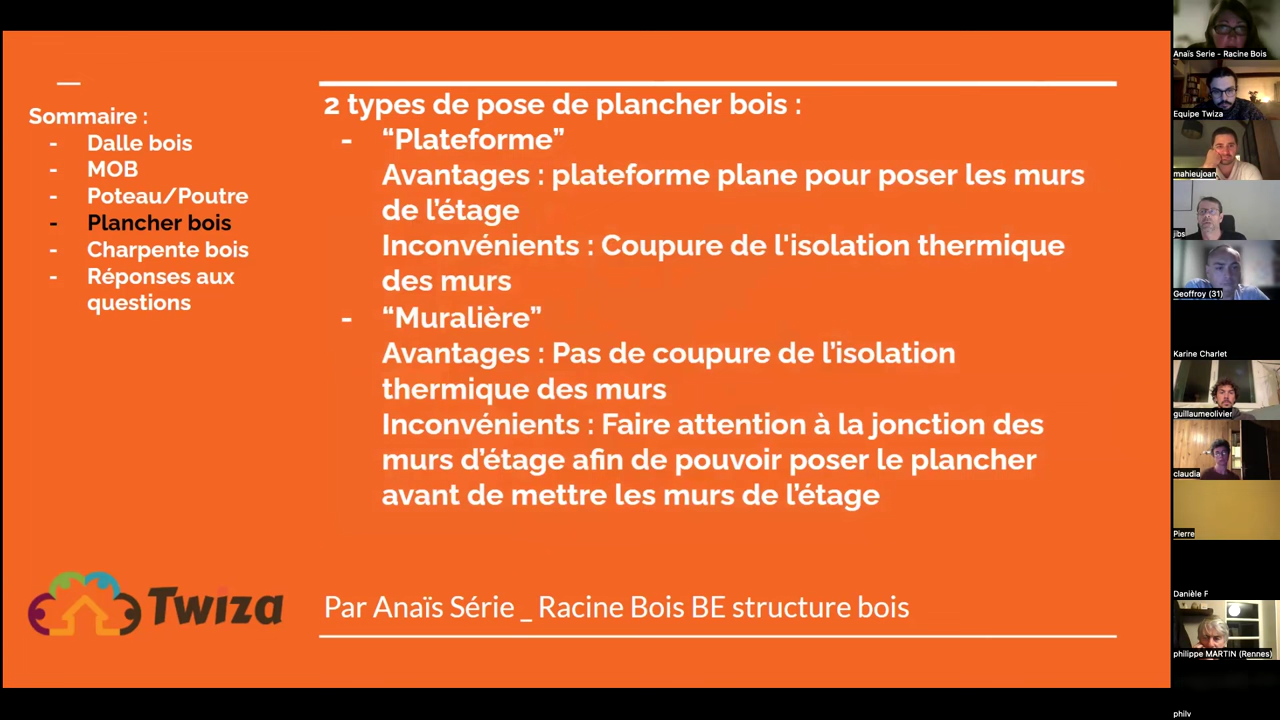 Sommaire :
- Dalle bois
- MOB
- Poteau/Poutre
- Plancher bois
- Charpente bois
- Réponses aux
questions
2 types de pose de plancher bois :
- “Plateforme”
Avantages : plateforme plane pour poser les murs
de l’étage
Inconvénients : Coupure de l'isolation thermique
des murs
- “Muralière”
Avantages : Pas de coupure de l’isolation
thermique des murs
Inconvénients : Faire attention à la jonction des
murs d’étage afin de pouvoir poser le plancher
avant de mettre les murs de l’étage
Twiza
Par Anaïs Série _ Racine Bois BE structure bois
Anaïs Serie - Racine Bois
Equipe Twiza
mahieujoan
jibs
Geoffroy (31)
Karine Charlet
guillaumeolivier
claudia
Pierre
Danièle F
philippe MARTIN (Rennes)